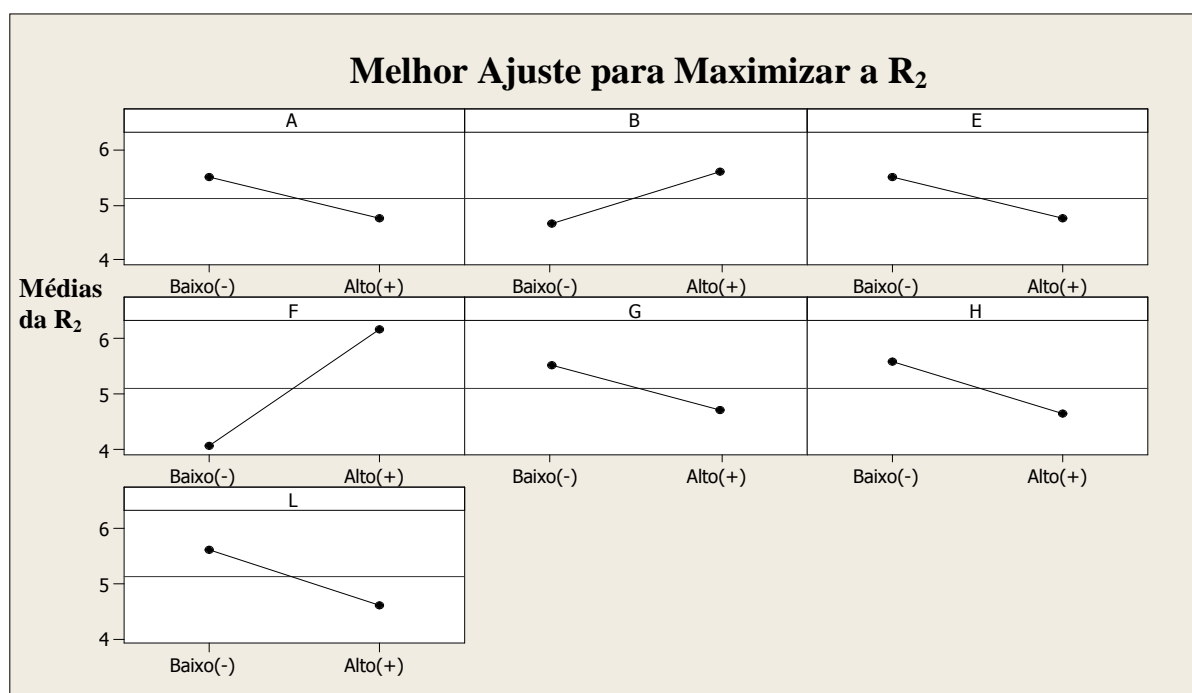 Melhor Ajuste para Maximizar a R₂
A B E
6
5
4
Baixo(-) Alto(+) Baixo(-) Alto(+) Baixo(-) Alto(+)
Médias
da R₂
F G H
6
5
4
Baixo(-) Alto(+) Baixo(-) Alto(+) Baixo(-) Alto(+)
L
6
5
4
Baixo(-) Alto(+)